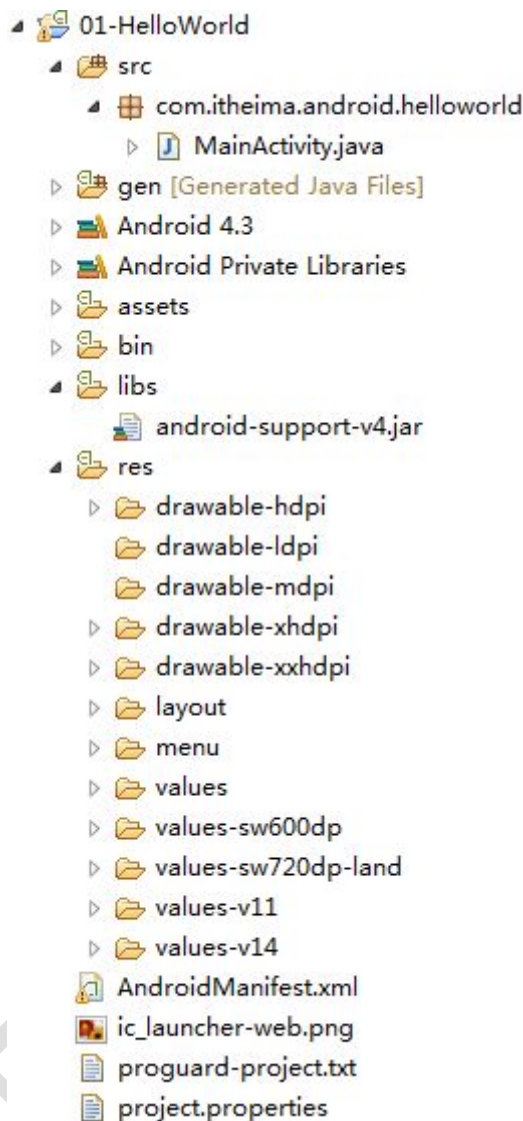 01-HelloWorld
src
com.itheima.android.helloworld
MainActivity.java
gen [Generated Java Files]
Android 4.3
Android Private Libraries
assets
bin
libs
android-support-v4.jar
res
drawable-hdpi
drawable-ldpi
drawable-mdpi
drawable-xhdpi
drawable-xxhdpi
layout
menu
values
values-sw600dp
values-sw720dp-land
values-v11
values-v14
AndroidManifest.xml
ic_launcher-web.png
proguard-project.txt
project.properties